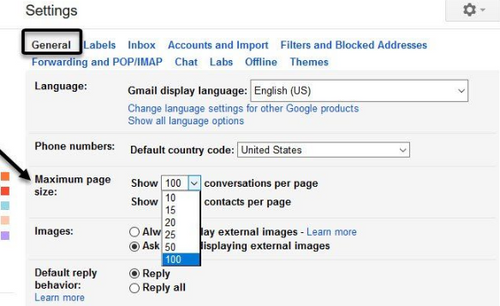 Settings
General Labels Inbox Accounts and Import Filters and Blocked Addresses
Forwarding and POP/IMAP Chat Labs Offline Themes
Language: Gmail display language: English (US)
Change language settings for other Google products
Show all language options
Phone numbers: Default country code: United States
Maximum page size: Show 100 conversations per page
Show contacts per page
10
15
20
25
50
100
Images: Alw lay external images - Learn more
Ask displaying external images
Default reply behavior: Reply
Learn more Reply all